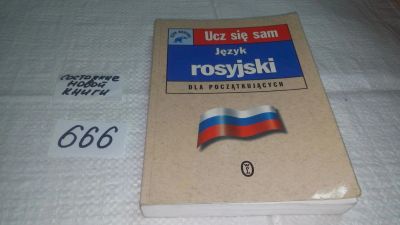 Ucz się sam
Język
rosyjski
DLA POCZĄTKUJĄCYCH
СОСТОЯНИЕ
НОВОЙ
КНИГИ
666